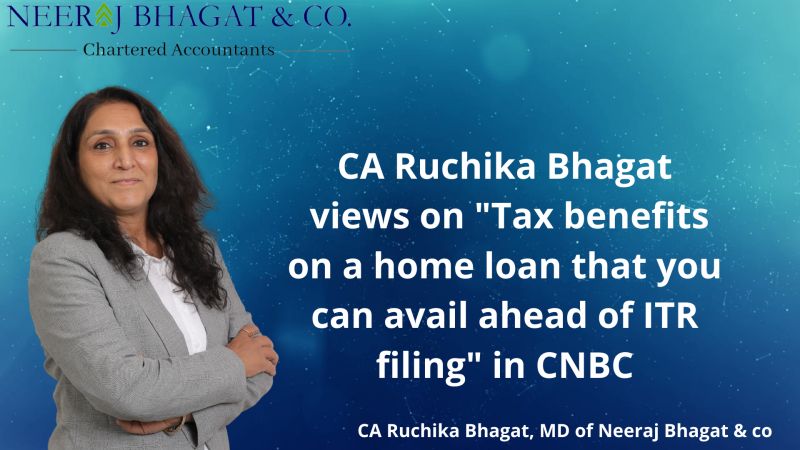 NEERAJ BHAGAT & CO.
Chartered Accountants
CA Ruchika Bhagat
views on "Tax benefits
on a home loan that you
can avail ahead of ITR
filing" in CNBC
CA Ruchika Bhagat, MD of Neeraj Bhagat & co